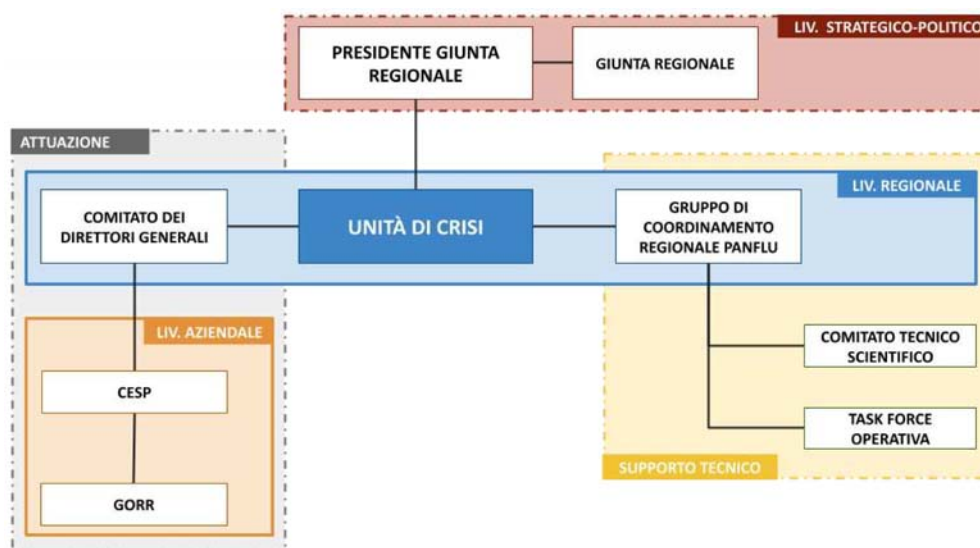 LIV. STRATEGICO-POLITICO
PRESIDENTE GIUNTA
REGIONALE
GIUNTA REGIONALE
ATTUAZIONE
LIV. REGIONALE
COMITATO DEI
DIRETTORI GENERALI
UNITÀ DI CRISI
GRUPPO DI
COORDINAMENTO
REGIONALE PANFLU
LIV. AZIENDALE
CESP
GORR
COMITATO TECNICO
SCIENTIFICO
TASK FORCE
OPERATIVA
SUPPORTO TECNICO